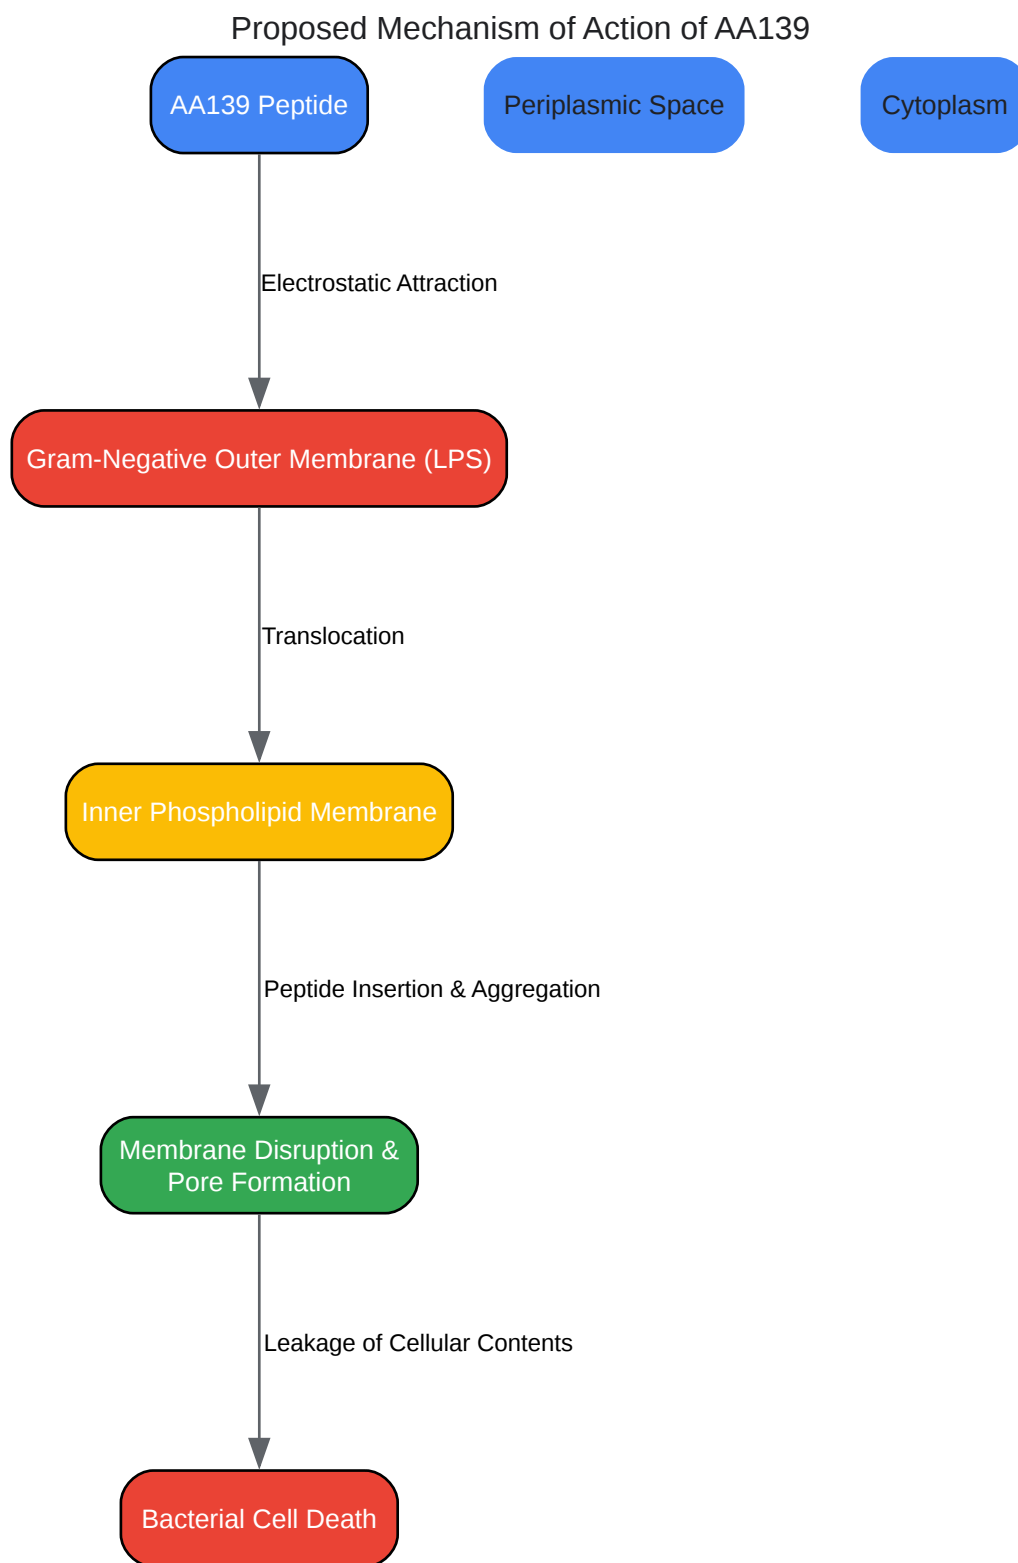 Proposed Mechanism of Action of AA139
AA139 Peptide
Periplasmic Space
Cytoplasm
Electrostatic Attraction
Gram-Negative Outer Membrane (LPS)
Translocation
Inner Phospholipid Membrane
Peptide Insertion & Aggregation
Membrane Disruption &
Pore Formation
Leakage of Cellular Contents
Bacterial Cell Death